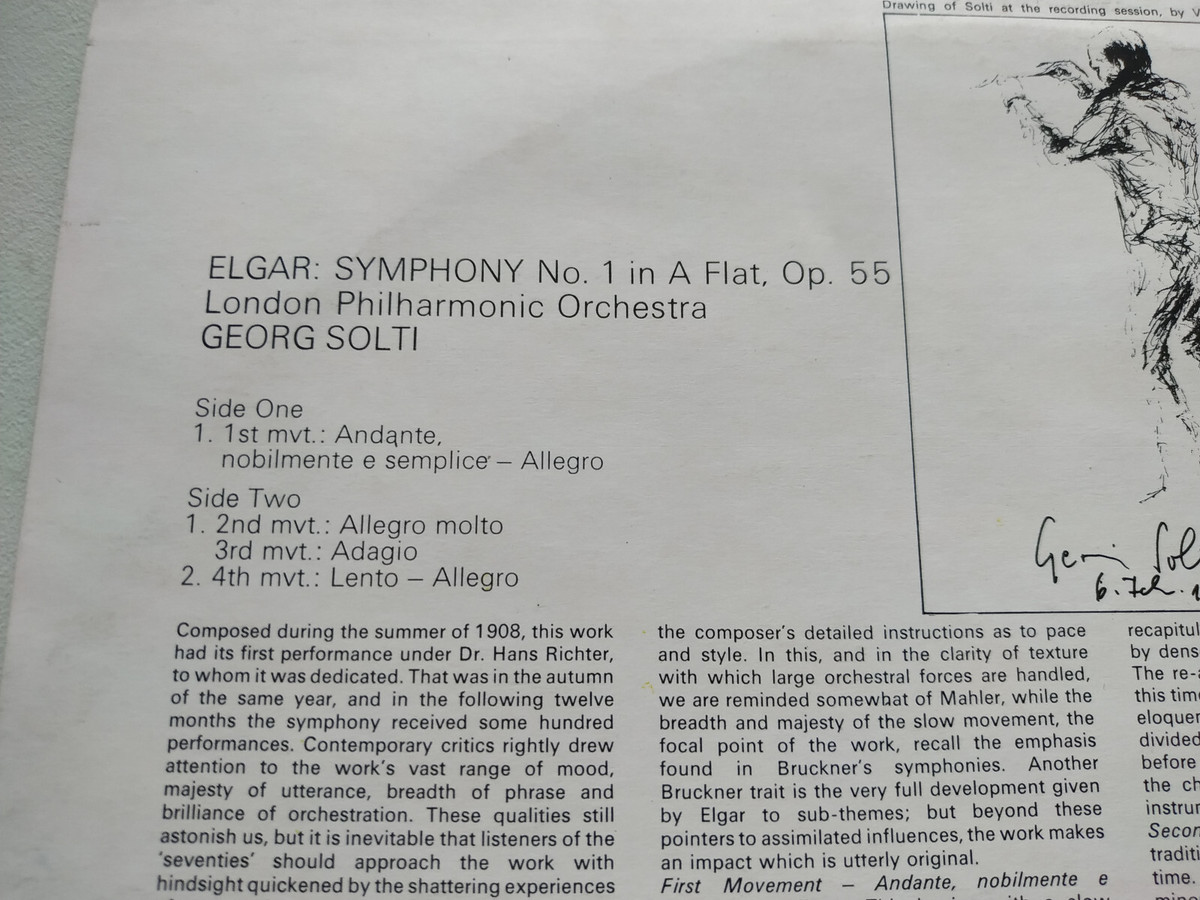 Drawing of Solti at the recording session, by
ELGAR: SYMPHONY No. 1 in A Flat, Op. 55
London Philharmonic Orchestra
GEORG SOLTI
Side One
1. 1st mvt.: Andante,
nobilmente e semplice – Allegro
Side Two
1. 2nd mvt.: Allegro molto
3rd mvt.: Adagio
2. 4th mvt.: Lento – Allegro
Composed during the summer of 1908, this work
had its first performance under Dr. Hans Richter,
to whom it was dedicated. That was in the autumn
of the same year, and in the following twelve
months the symphony received some hundred
performances. Contemporary critics rightly drew
attention to the work's vast range of mood,
majesty of utterance, breadth of phrase and
brilliance of orchestration. These qualities still
astonish us, but it is inevitable that listeners of the
'seventies' should approach the work with
hindsight quickened by the shattering experiences
the composer's detailed instructions as to pace
and style. In this, and in the clarity of texture
with which large orchestral forces are handled,
we are reminded somewhat of Mahler, while the
breadth and majesty of the slow movement, the
focal point of the work, recall the emphasis
found in Bruckner's symphonies. Another
Bruckner trait is the very full development given
by Elgar to sub-themes; but beyond these
pointers to assimilated influences, the work makes
an impact which is utterly original.
First Movement – Andante, nobilmente e
by dens
The re-
this time
divided
before
time.